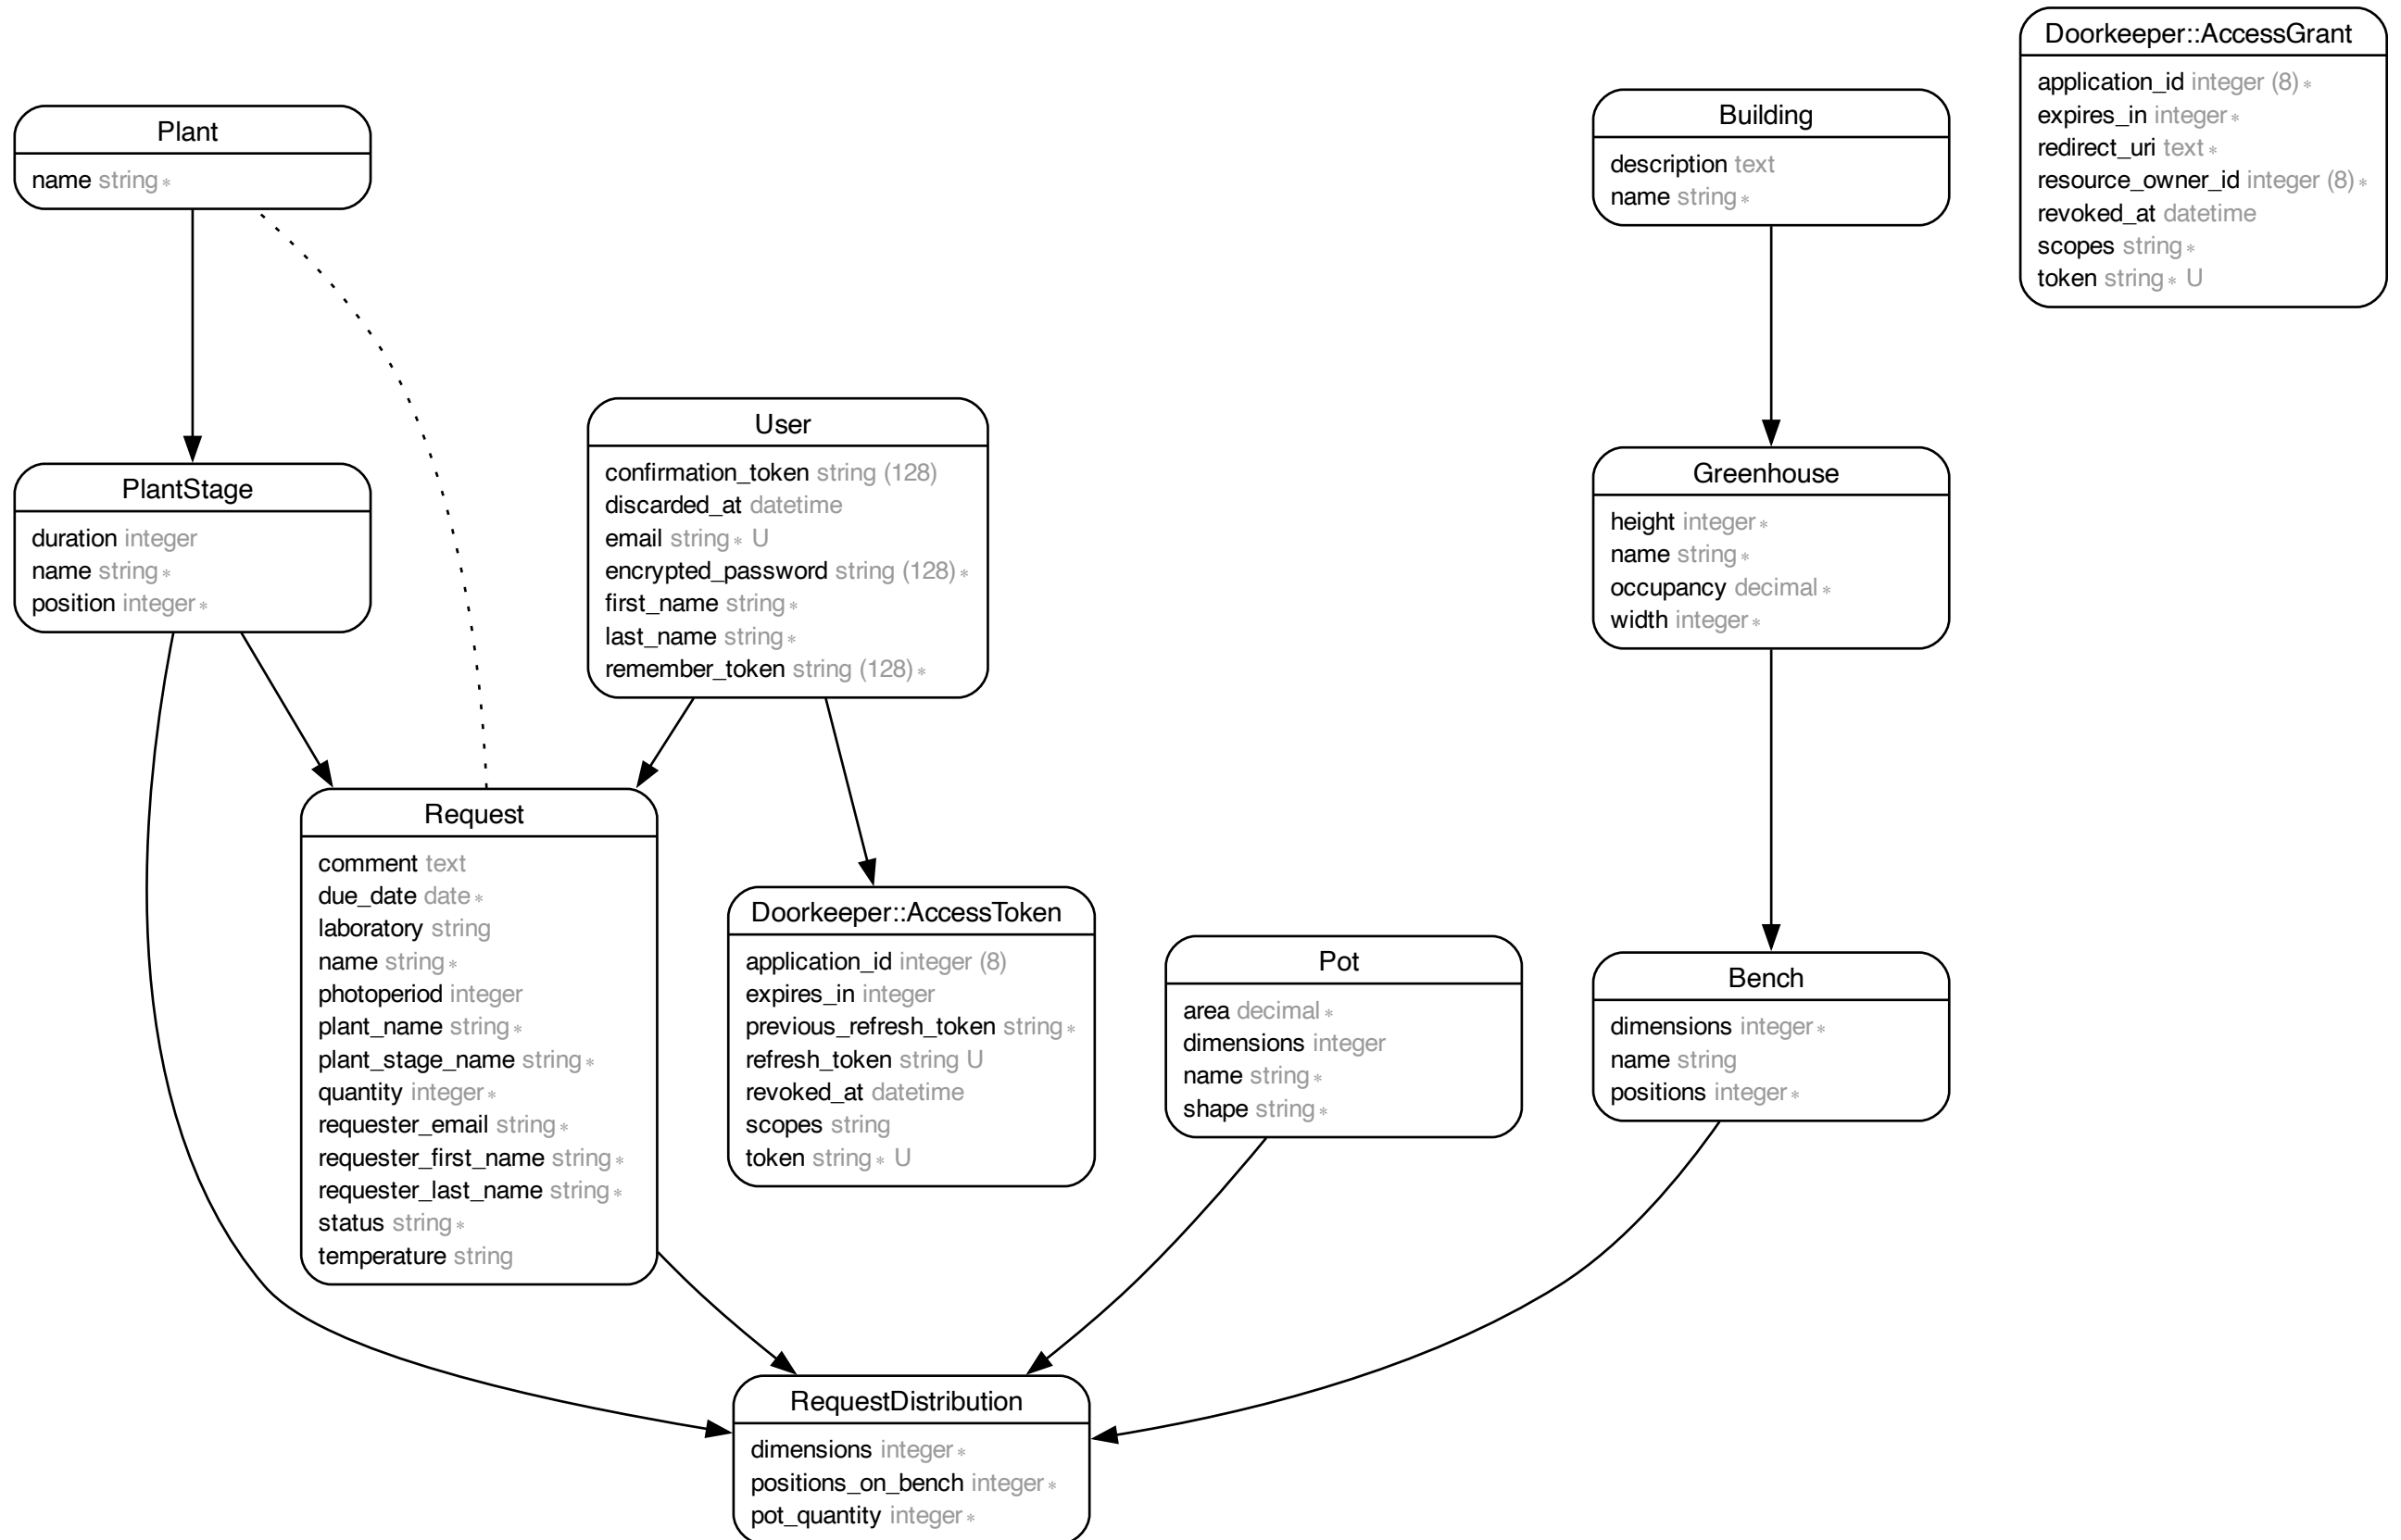 Doorkeeper::AccessGrant
application_id integer (8) *
expires_in integer *
redirect_uri text *
resource_owner_id integer (8) *
revoked_at datetime
scopes string *
token string * U
Plant
name string *
Building
description text
name string *
User
confirmation_token string (128)
discarded_at datetime
email string * U
encrypted_password string (128) *
first_name string *
last_name string *
remember_token string (128) *
PlantStage
duration integer
name string *
position integer *
Greenhouse
height integer *
name string *
occupancy decimal *
width integer *
Request
comment text
due_date date *
laboratory string
name string *
photoperiod integer
plant_name string *
plant_stage_name string *
quantity integer *
requester_email string *
requester_first_name string *
requester_last_name string *
status string *
temperature string
Doorkeeper::AccessToken
application_id integer (8)
expires_in integer
previous_refresh_token string *
refresh_token string U
revoked_at datetime
scopes string
token string * U
Pot
area decimal *
dimensions integer
name string *
shape string *
Bench
dimensions integer *
name string
positions integer *
RequestDistribution
dimensions integer *
positions_on_bench integer *
pot_quantity integer *